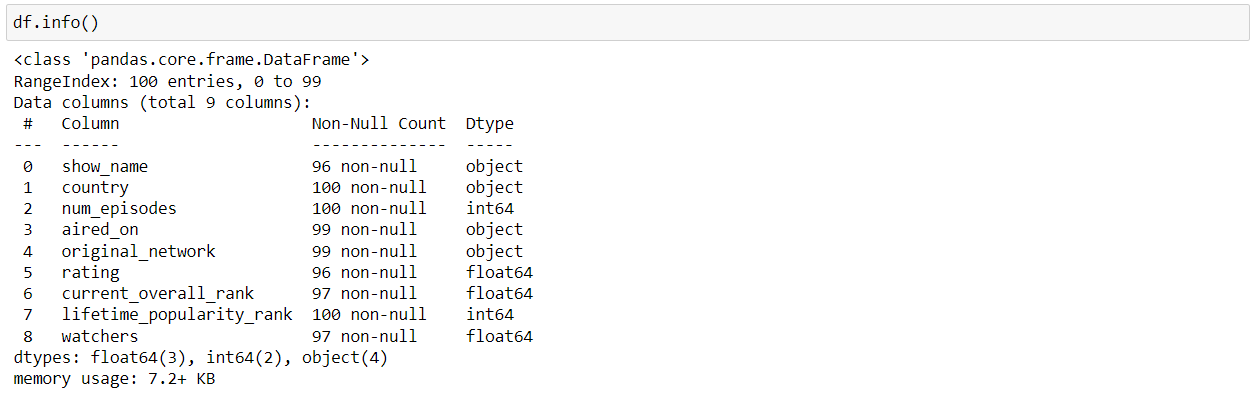 df.info()
<class 'pandas.core.frame.DataFrame'>
RangeIndex: 100 entries, 0 to 99
Data columns (total 9 columns):
 #   Column                    Non-Null Count  Dtype
---  ------                    --------------  -----
 0   show_name                 96 non-null     object
 1   country                   100 non-null    object
 2   num_episodes              100 non-null    int64
 3   aired_on                  99 non-null     object
 4   original_network          99 non-null     object
 5   rating                    96 non-null     float64
 6   current_overall_rank      97 non-null     float64
 7   lifetime_popularity_rank  100 non-null    int64
 8   watchers                  97 non-null     float64
dtypes: float64(3), int64(2), object(4)
memory usage: 7.2+ KB